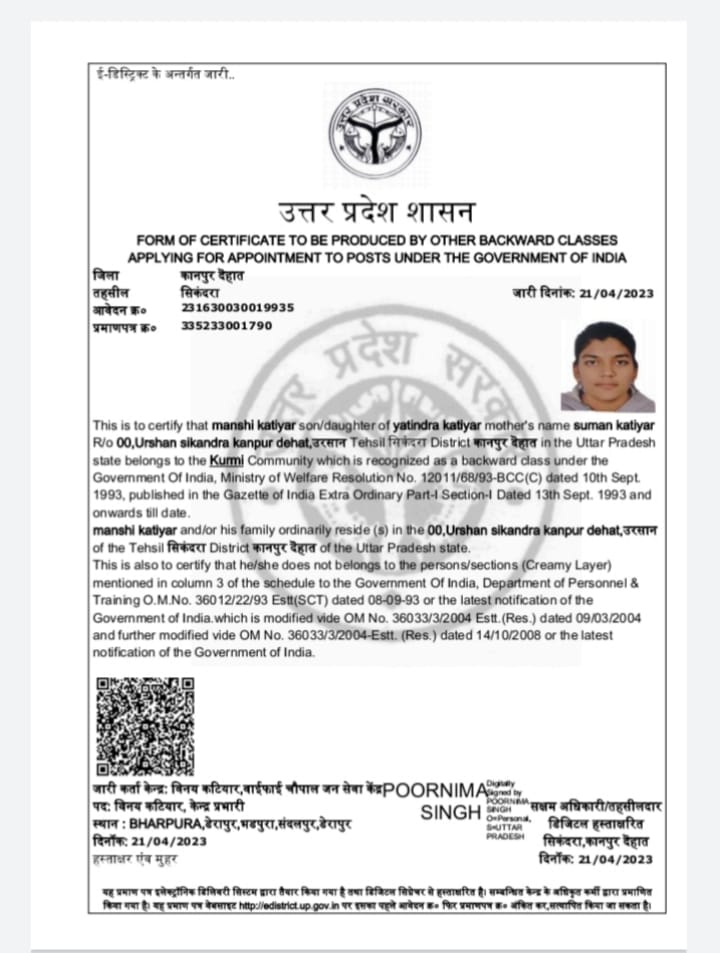 ई-डिस्ट्रिक्ट के अन्तर्गत जारी..
उत्तर प्रदेश सरकार
उत्तर प्रदेश शासन
FORM OF CERTIFICATE TO BE PRODUCED BY OTHER BACKWARD CLASSES
APPLYING FOR APPOINTMENT TO POSTS UNDER THE GOVERNMENT OF INDIA
जिला कानपुर देहात
तहसील सिकंदरा जारी दिनांक: 21/04/2023
आवेदन क्र० 231630030019935
प्रमाणपत्र क्र० 335233001790
उत्तर प्रदेश सरकार
This is to certify that manshi katiyar son/daughter of yatindra katiyar mother's name suman katiyar
R/o 00,Urshan sikandra kanpur dehat,उरसान Tehsil सिकंदरा District कानपुर देहात in the Uttar Pradesh
state belongs to the Kurmi Community which is recognized as a backward class under the
Government Of India, Ministry of Welfare Resolution No. 12011/68/93-BCC(C) dated 10th Sept.
1993, published in the Gazette of India Extra Ordinary Part-I Section-I Dated 13th Sept. 1993 and
onwards till date.
manshi katiyar and/or his family ordinarily reside (s) in the 00,Urshan sikandra kanpur dehat,उरसान
of the Tehsil सिकंदरा District कानपुर देहात of the Uttar Pradesh state.
This is also to certify that he/she does not belongs to the persons/sections (Creamy Layer)
mentioned in column 3 of the schedule to the Government Of India, Department of Personnel &
Training O.M.No. 36012/22/93 Estt(SCT) dated 08-09-93 or the latest notification of the
Government of India.which is modified vide OM No. 36033/3/2004 Estt.(Res.) dated 09/03/2004
and further modified vide OM No. 36033/3/2004-Estt. (Res.) dated 14/10/2008 or the latest
notification of the Government of India.
जारी कर्ता केन्द्र: विनय कटियार,वाईफाई चौपाल जन सेवा केंद्र
पद: विनय कटियार, केन्द्र प्रभारी
स्थान : BHARPURA,डेरापुर,भडपुरा,संदलपुर,डेरापुर
दिनाँक: 21/04/2023
हस्ताक्षर एंव मुहर
POORNIMA
SINGH
Digitally
signed by
POORNIMA
SINGH
O=Personal,
S=UTTAR
PRADESH
सक्षम अधिकारी/तहसीलदार
डिजिटल हस्ताक्षरित
सिकंदरा,कानपुर देहात
दिनाँक: 21/04/2023
यह प्रमाण पत्र इलेक्ट्रॉनिक डिलिवरी सिस्टम द्वारा तैयार किया गया है तथा डिजिटल सिग्नेचर से हस्ताक्षरित है। सम्बन्धित केन्द्र के अधिकृत कर्मी द्वारा प्रमाणित
किया गया है। यह प्रमाण पत्र वेबसाइट http://edistrict.up.gov.in पर इसका पहले आवेदन क्र० फिर प्रमाणपत्र क्र० अंकित कर,सत्यापित किया जा सकता है।